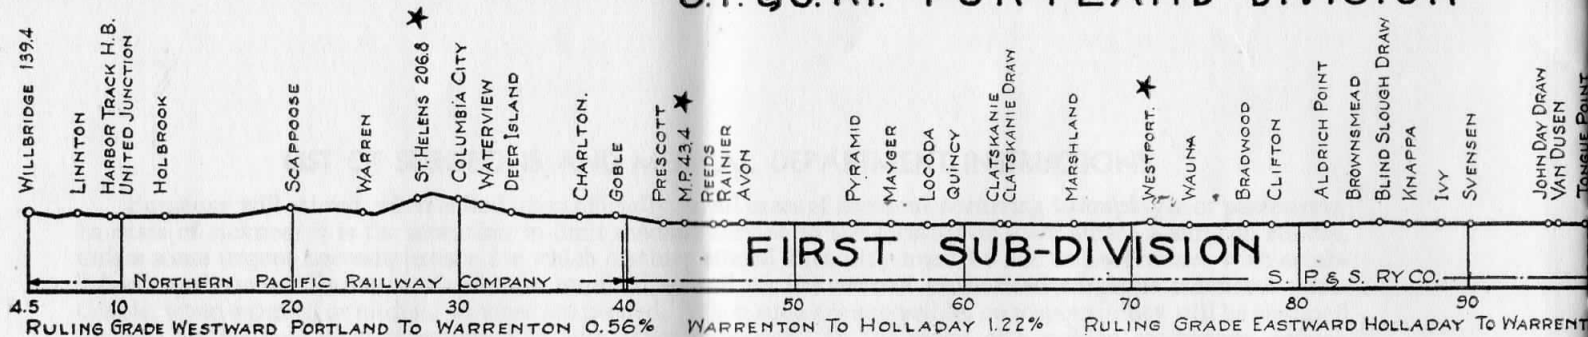 PORTLAND DIVISION
WILLBRIDGE 139.4
LINNTON
HARBOR TRACK H.B.
UNITED JUNCTION
HOLBROOK
SCAPPOOSE
WARREN
ST. HELENS 206.8
COLUMBIA CITY
WATERVIEW
DEER ISLAND
CHARLTON
GOBLE
PRESCOTT
M.P. 43.4
REEDS
RAINIER
AVON
PYRAMID
MAYGER
LOCODA
QUINCY
CLATSKANIE
CLATSKANIE DRAW
MARSHLAND
WESTPORT.
WAUNA
BRADWOOD
CLIFTON
ALDRICH POINT
BROWNSMEAD
BLIND SLOUGH DRAW
KNAPPA
IVY
SVENSEN
JOHN DAY DRAW
VAN DUSEN
TONGUE POINT
FIRST SUB-DIVISION
NORTHERN PACIFIC RAILWAY COMPANY
S. P. & S. RY CO.
4.5 10 20 30 40 50 60 70 80 90
RULING GRADE WESTWARD PORTLAND TO WARRENTON 0.56% WARRENTON TO HOLLADAY 1.22% RULING GRADE EASTWARD HOLLADAY TO WARRENT